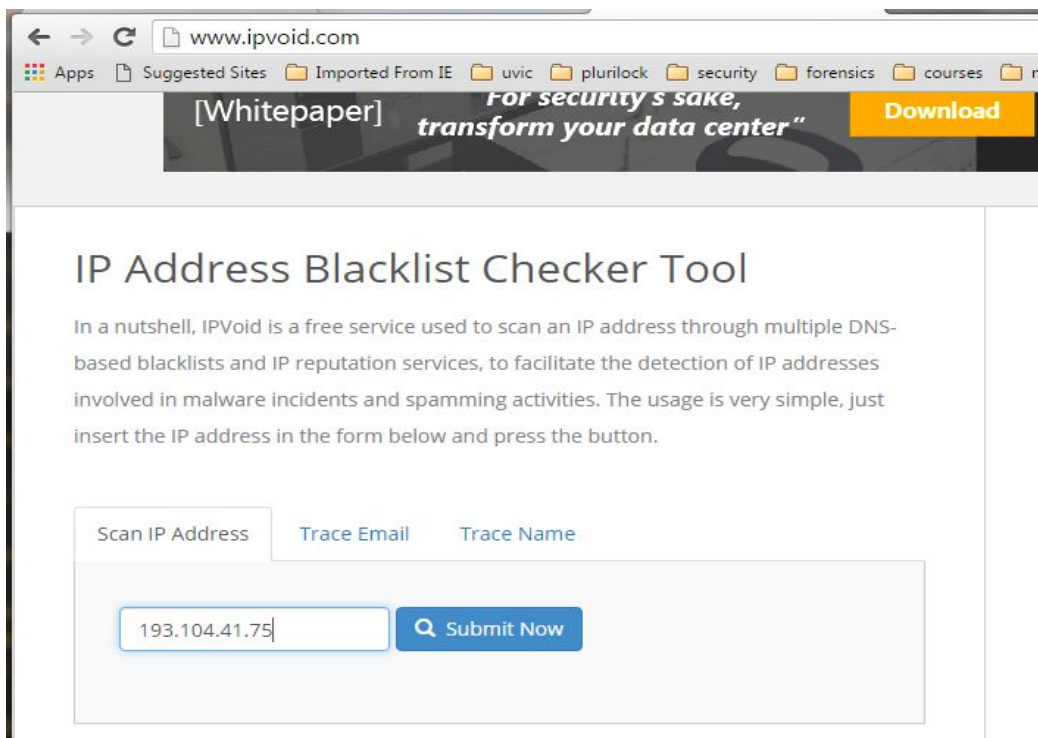 www.ipvoid.com
Apps Suggested Sites Imported From IE uvic plurilock security forensics courses
[Whitepaper]
"For security's sake,
transform your data center"
Download
IP Address Blacklist Checker Tool
In a nutshell, IPVoid is a free service used to scan an IP address through multiple DNS-
based blacklists and IP reputation services, to facilitate the detection of IP addresses
involved in malware incidents and spamming activities. The usage is very simple, just
insert the IP address in the form below and press the button.
Scan IP Address Trace Email Trace Name
193.104.41.75 Submit Now